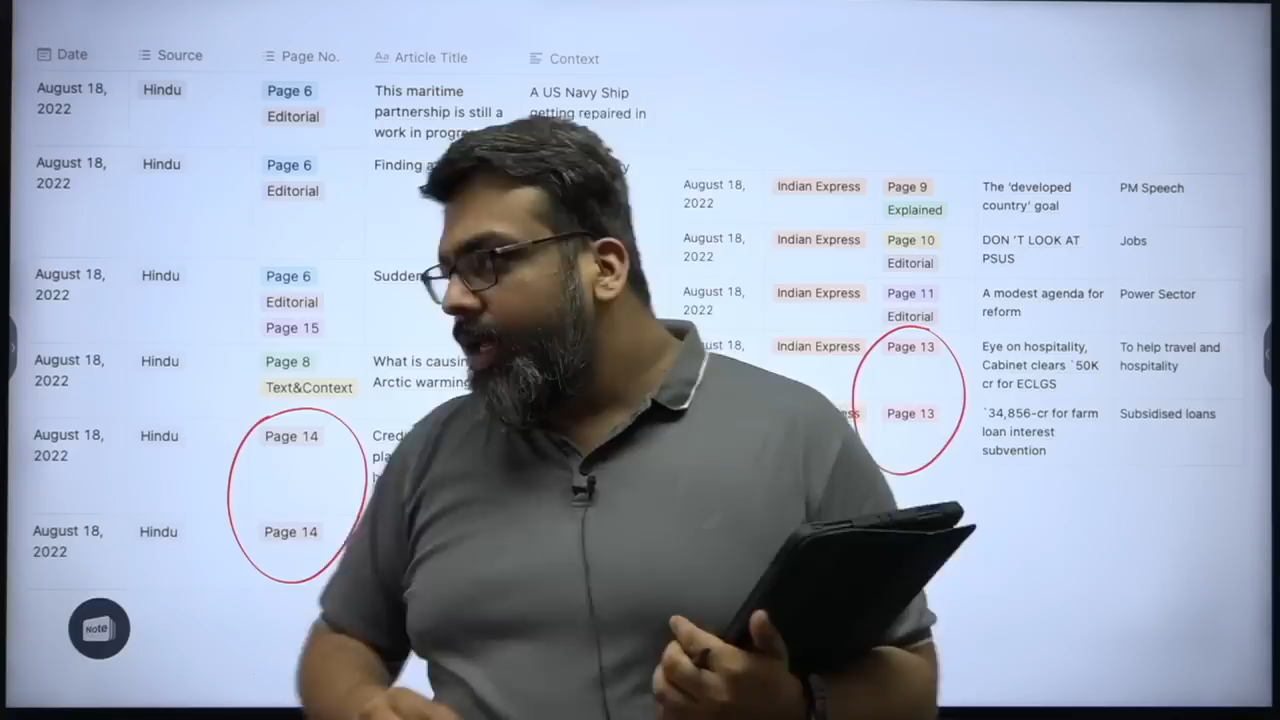 Date Source Page No. Aa Article Title Context
August 18, Hindu Page 6 This maritime A US Navy Ship
2022 Editorial partnership is still a getting repaired in
work in
August 18, Hindu Page 6 Finding
2022 Editorial
August 18, Hindu Page 6
2022 Editorial
Page 15
August 18, Hindu Page 8 What is causing
2022 Text&Context Arctic warming
August 18, Hindu Page 14
2022
August 18, Hindu Page 14
2022
Note
August 18, Indian Express Page 9 The ‘developed PM Speech
2022 Explained country’ goal
August 18, Indian Express Page 10 DON ’T LOOK AT Jobs
2022 Editorial PSUS
August 18, Indian Express Page 11 A modest agenda for Power Sector
2022 Editorial reform
18, Indian Express Page 13 Eye on hospitality, To help travel and
Cabinet clears `50K hospitality
cr for ECLGS
Page 13 `34,856-cr for farm Subsidised loans
loan interest
subvention